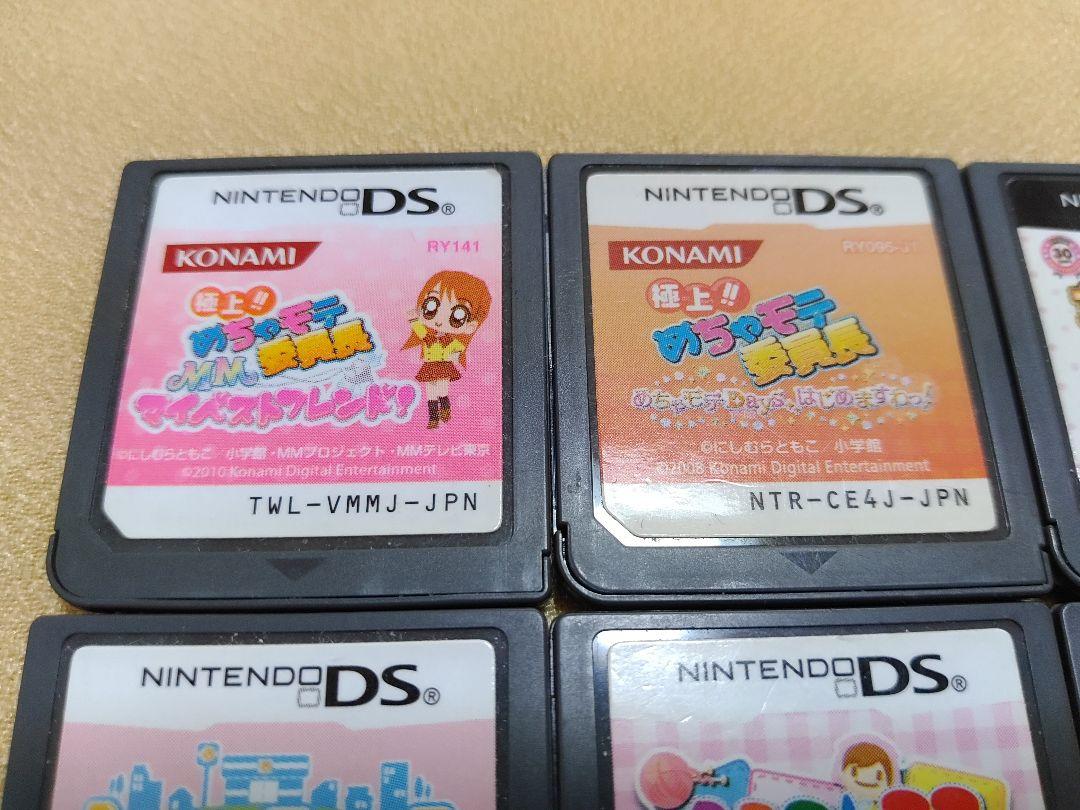 NINTENDO DS®
KONAMI
RY141
極上!!
めちゃモテ
委員長
MM
マイベストフレンド!
©にしむらともこ 小学館・MMプロジェクト・MMテレビ東京
©2010 Konami Digital Entertainment
TWL-VMMJ-JPN
NINTENDO DS®
KONAMI
RY096-J1
極上!!
めちゃモテ
委員長
めちゃモテDays、はじめますわっ!
©にしむらともこ 小学館
©2008 Konami Digital Entertainment
NTR-CE4J-JPN
30
NINTENDO DS®
NINTENDO DS®